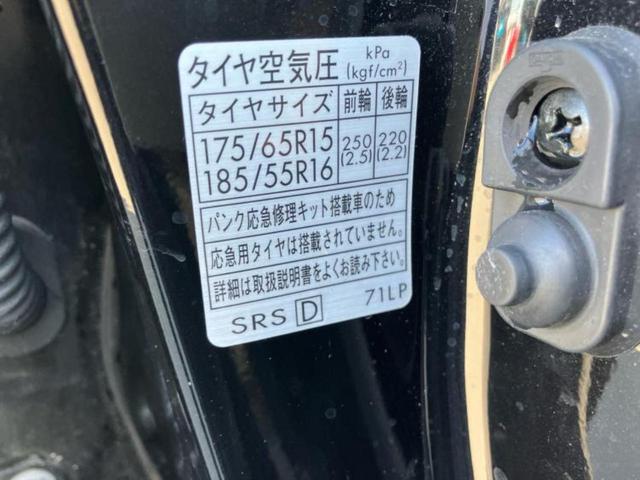 タイヤ空気圧 kPa (kgf/cm²)
タイヤサイズ 前輪 後輪
175/65R15 250 220
185/55R16 (2.5) (2.2)
パンク応急修理キット搭載車のため
応急用タイヤは搭載されていません。
詳細は取扱説明書をよくお読み下さい。
SRS D 71LP